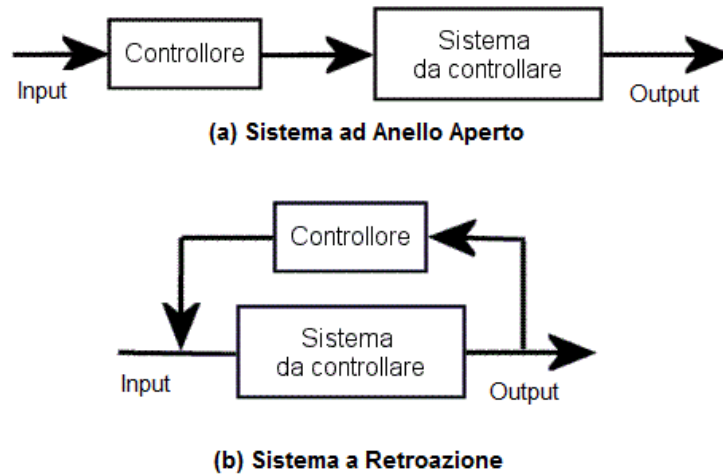 Controllore
Sistema
da controllare
Input
Output
(a) Sistema ad Anello Aperto
Controllore
Sistema
da controllare
Input
Output
(b) Sistema a Retroazione